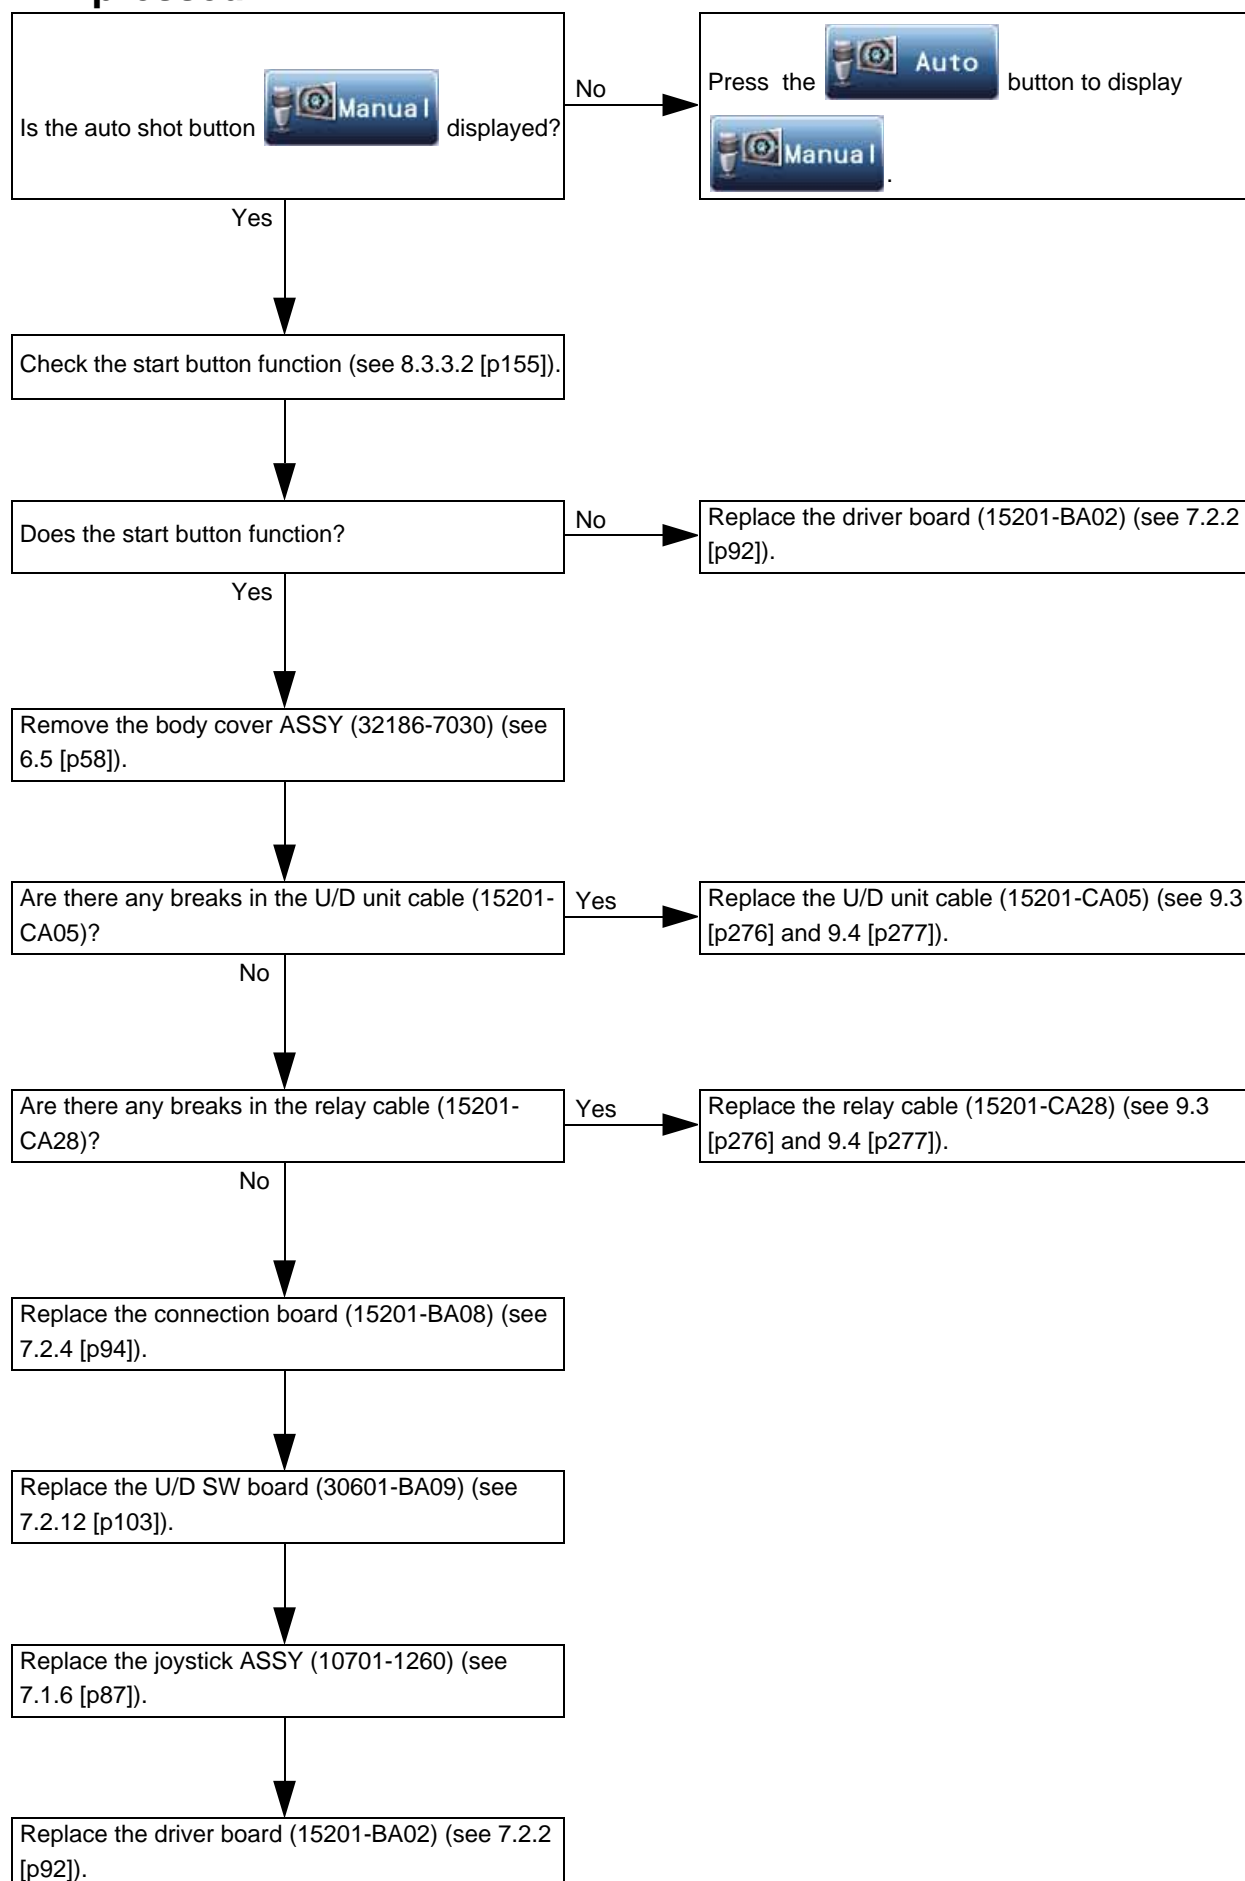 Is the auto shot button Manual displayed?
No
Press the Auto button to display
Manual .
Yes
Check the start button function (see 8.3.3.2 [p155]).
Does the start button function?
No
Replace the driver board (15201-BA02) (see 7.2.2
[p92]).
Yes
Remove the body cover ASSY (32186-7030) (see
6.5 [p58]).
Are there any breaks in the U/D unit cable (15201-
CA05)?
Yes
Replace the U/D unit cable (15201-CA05) (see 9.3
[p276] and 9.4 [p277]).
No
Are there any breaks in the relay cable (15201-
CA28)?
Yes
Replace the relay cable (15201-CA28) (see 9.3
[p276] and 9.4 [p277]).
No
Replace the connection board (15201-BA08) (see
7.2.4 [p94]).
Replace the U/D SW board (30601-BA09) (see
7.2.12 [p103]).
Replace the joystick ASSY (10701-1260) (see
7.1.6 [p87]).
Replace the driver board (15201-BA02) (see 7.2.2
[p92]).